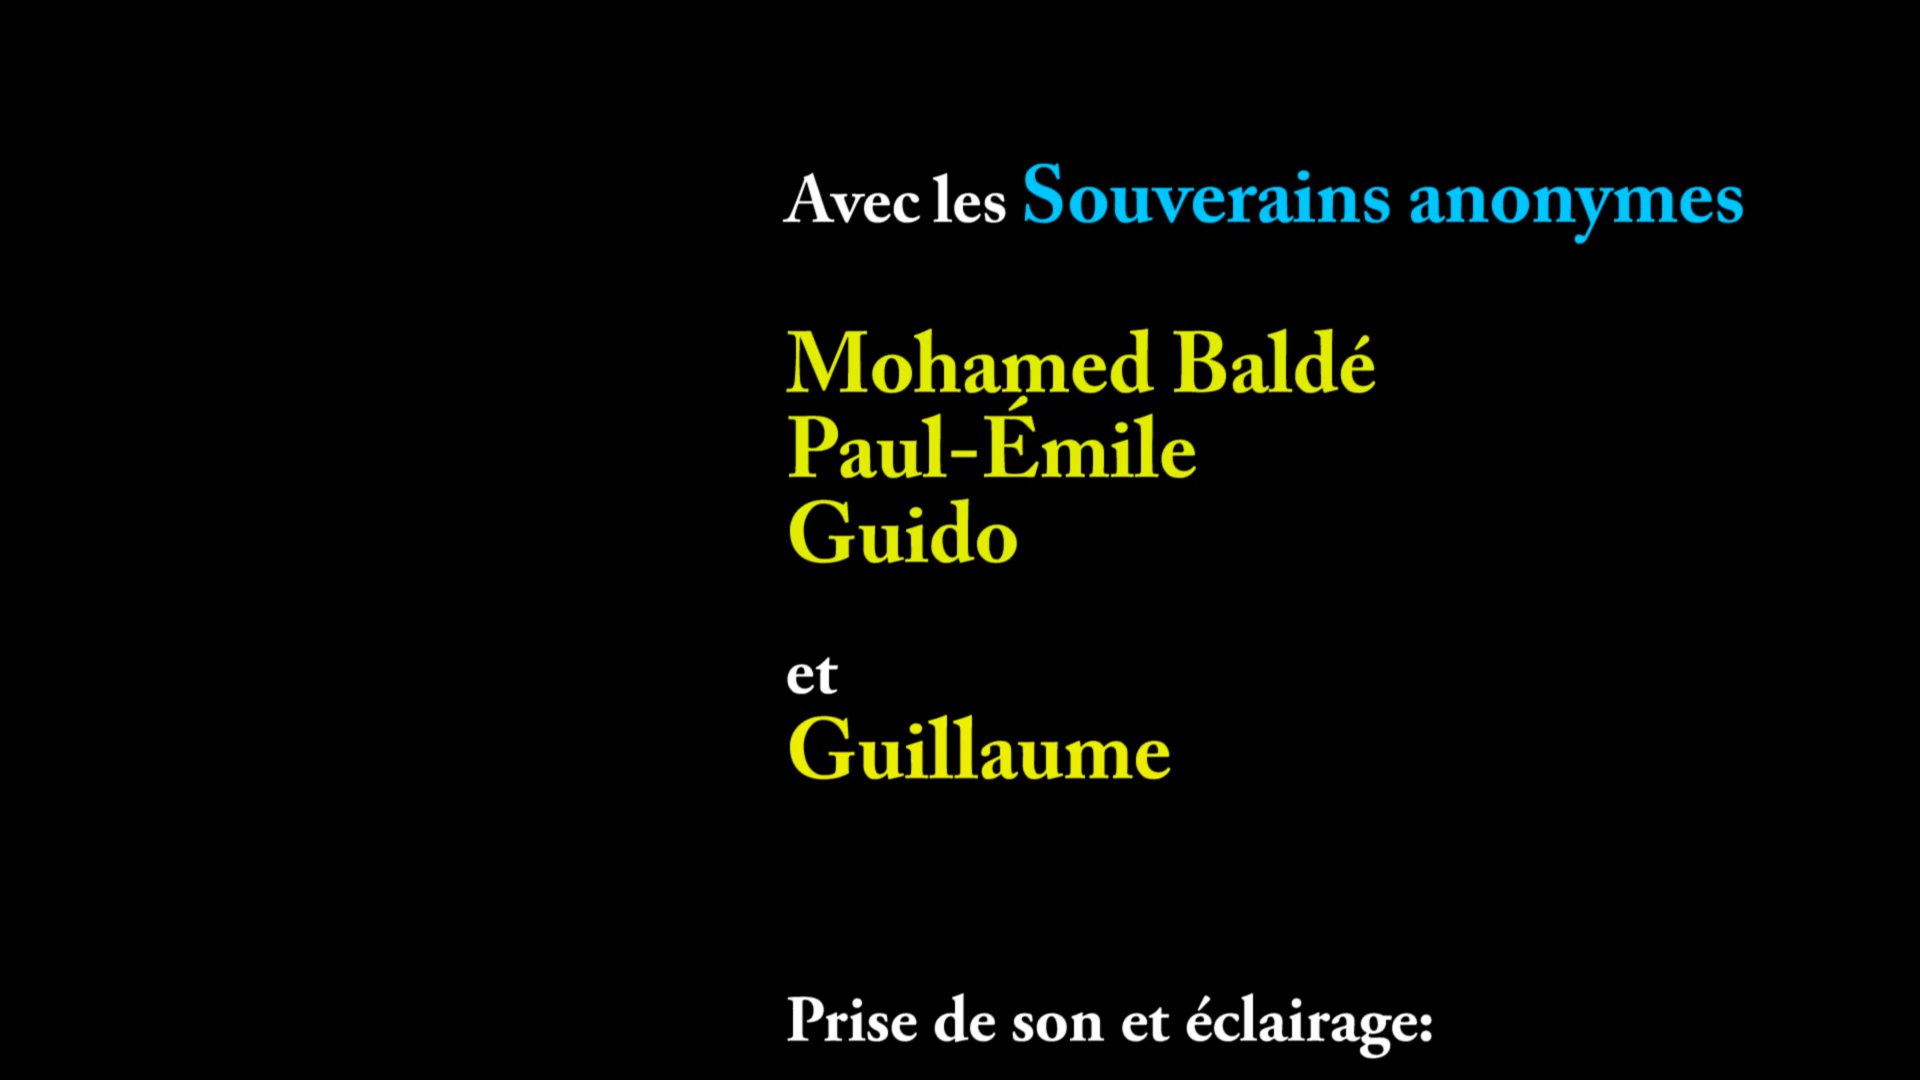 Avec les Souverains anonymes
Mohamed Baldé
Paul-Émile
Guido
et
Guillaume
Prise de son et éclairage: